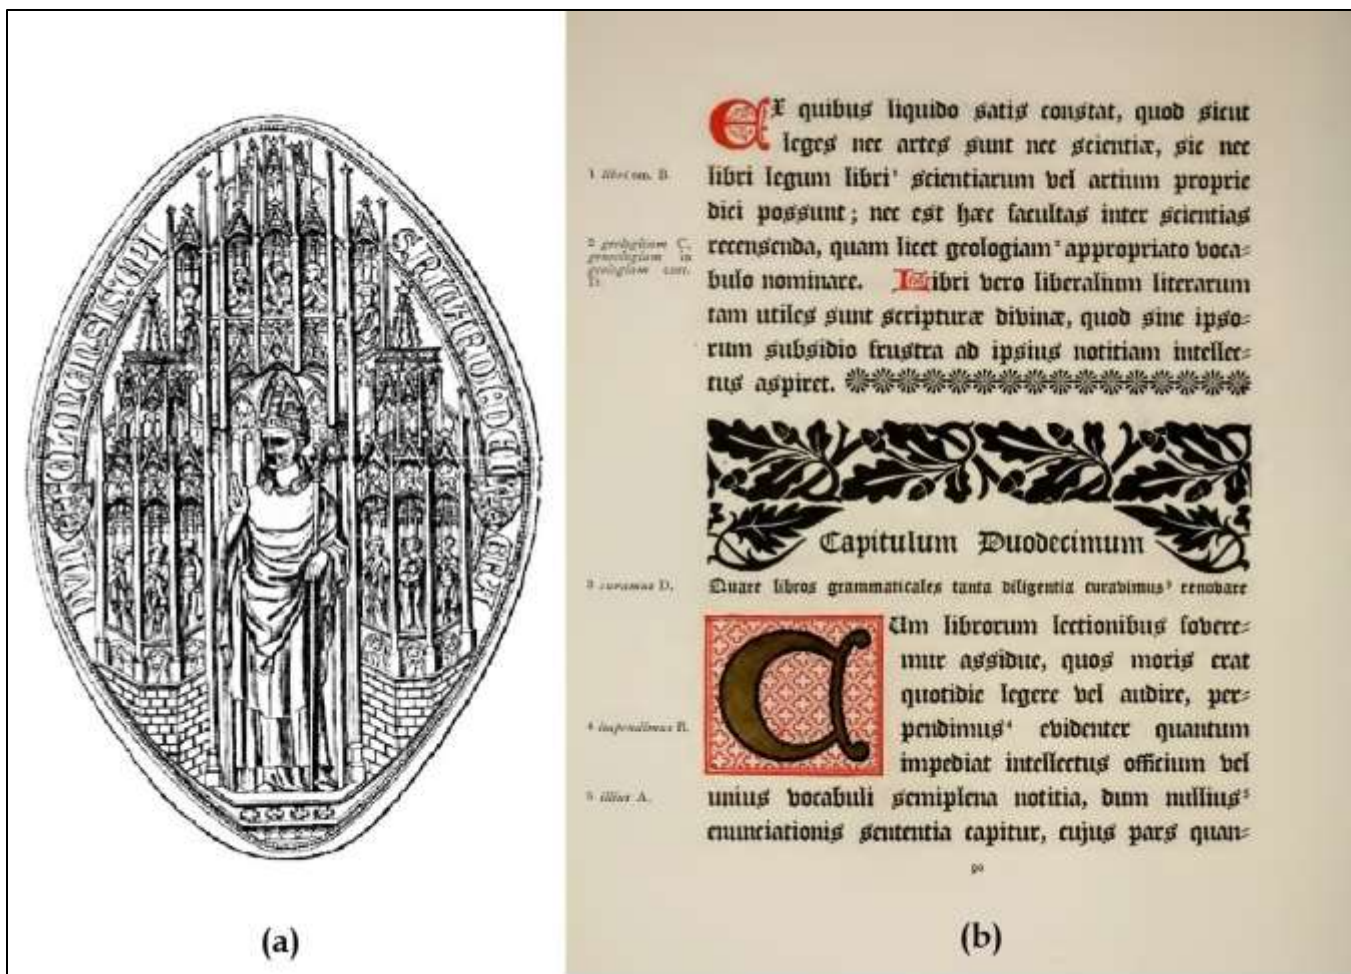 Ex quibus liquido satis constat, quod sicut
leges nec artes sunt nec scientiæ, sic nec
1 libri om. B.
libri legum libri¹ scientiarum vel artium proprie
dici possunt; nec est hæc facultas inter scientias
2 C,
in
D.
recensenda, quam licet geologiam² appropriato voca=
bulo nominare. Libri vero liberalium literarum
tam utiles sunt scripturæ divinæ, quod sine ipso=
rum subsidio frustra ad ipsius notitiam intellec=
tus aspiret.
Capitulum Duodecimum
3 curamus D.
Quare libros grammaticales tanta diligentia curavimus³ renovare
Cum librorum lectionibus fovere=
mur assidue, quos moris erat
quotidie legere vel audire, per=
4 impendimus B.
pendimus⁴ evidenter quantum
impediat intellectus officium vel
5 illius A.
unius vocabuli semiplena notitia, dum nullius⁵
enunciationis sententia capitur, cujus pars quan=
90
(a)
(b)